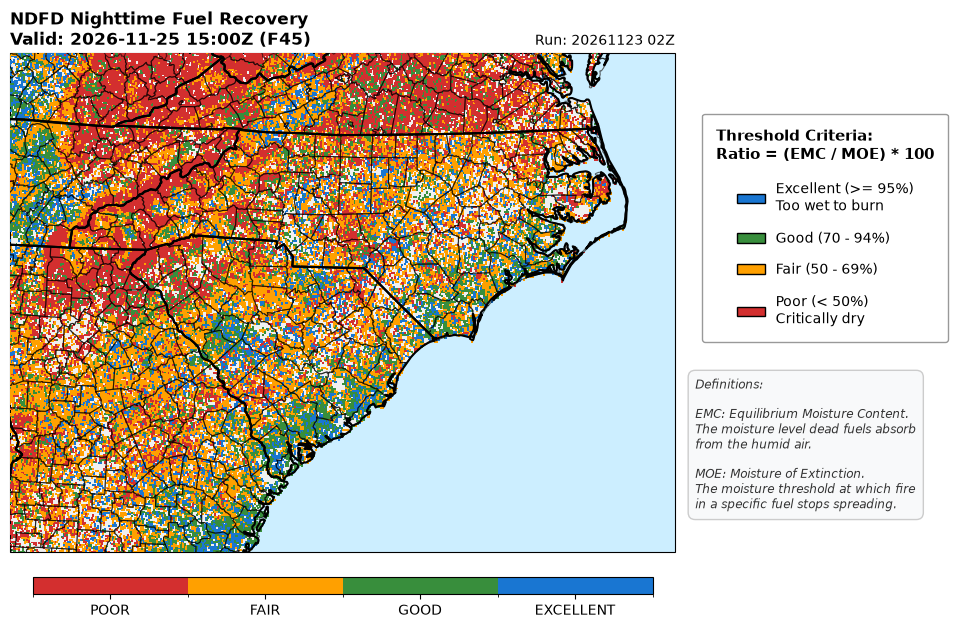 NDFD Nighttime Fuel Recovery
Valid: 2026-11-25 15:00Z (F45)
Run: 20261123 02Z
Threshold Criteria:
Ratio = (EMC / MOE) * 100
Excellent (>= 95%)
Too wet to burn
Good (70 - 94%)
Fair (50 - 69%)
Poor (< 50%)
Critically dry
Definitions:
EMC: Equilibrium Moisture Content.
The moisture level dead fuels absorb
from the humid air.
MOE: Moisture of Extinction.
The moisture threshold at which fire
in a specific fuel stops spreading.
POOR
FAIR
GOOD
EXCELLENT